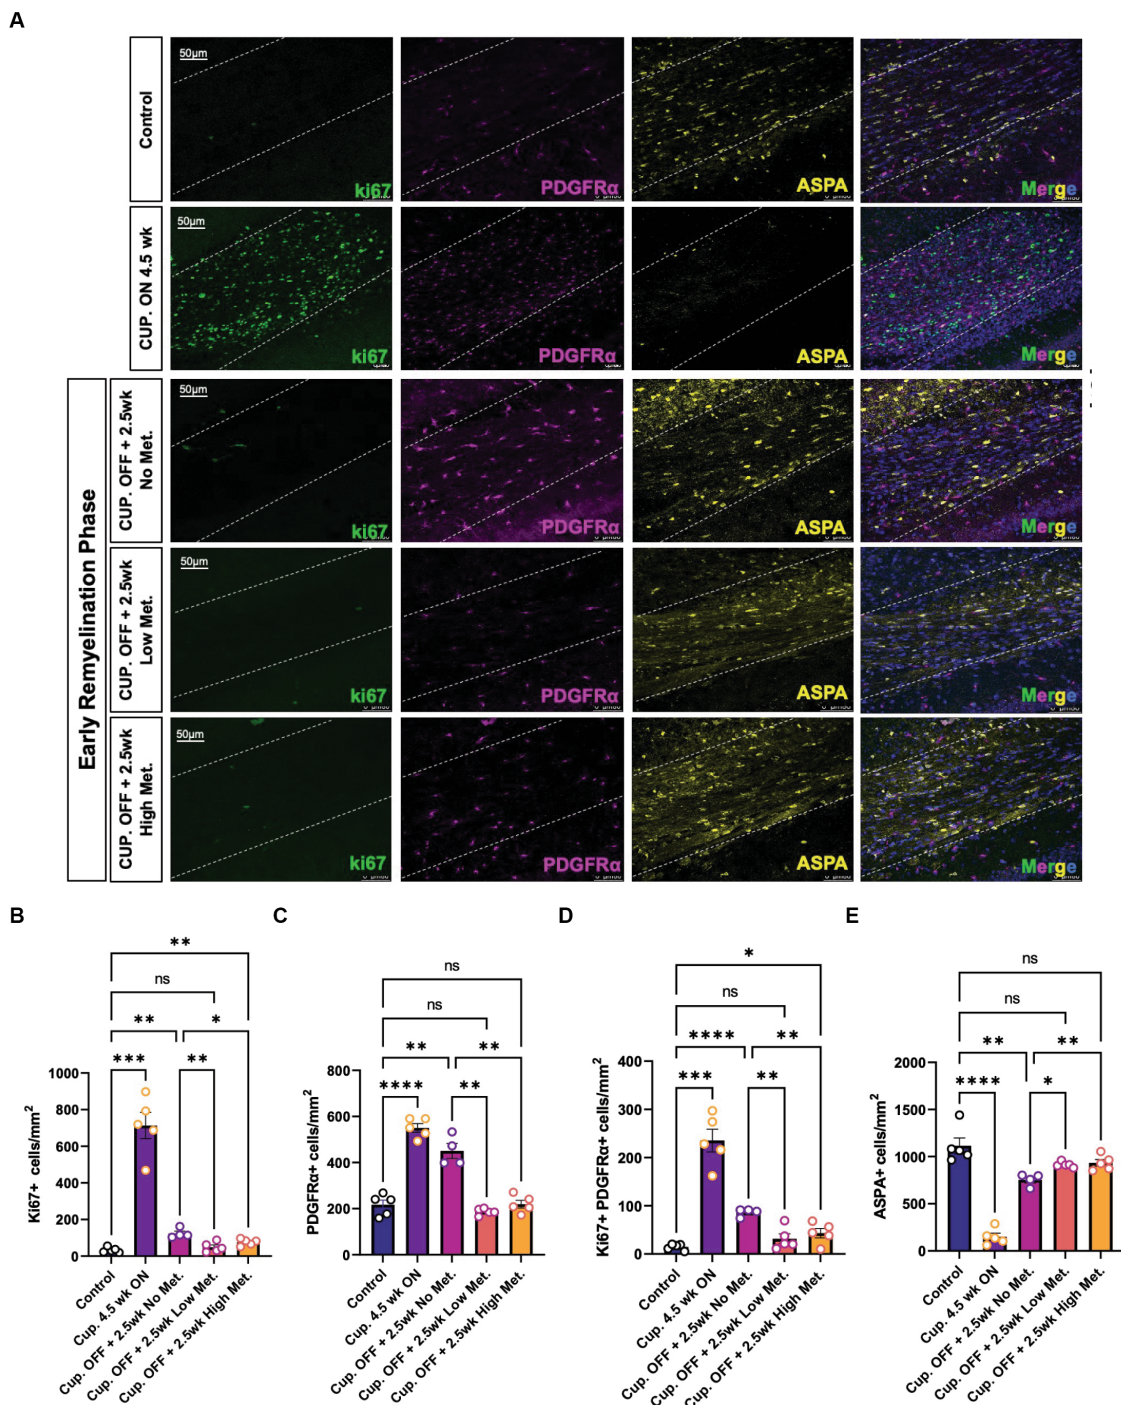 A
Control
50µm
ki67
PDGFRα
ASPA
Merge
CUP. ON 4.5 wk
50µm
ki67
PDGFRα
ASPA
Merge
Early Remyelination Phase
CUP. OFF + 2.5wk
No Met.
50µm
ki67
PDGFRα
ASPA
Merge
CUP. OFF + 2.5wk
Low Met.
50µm
ki67
PDGFRα
ASPA
Merge
CUP. OFF + 2.5wk
High Met.
50µm
ki67
PDGFRα
ASPA
Merge
B
**
ns
** *
*** **
Ki67+ cells/mm2
1000
800
600
400
200
0
Control
Cup. 4.5 wk ON
Cup. OFF + 2.5wk No Met.
Cup. OFF + 2.5wk Low Met.
Cup. OFF + 2.5wk High Met.
C
ns
ns
** **
**** **
PDGFRα+ cells/mm2
800
600
400
200
0
Control
Cup. 4.5 wk ON
Cup. OFF + 2.5wk No Met.
Cup. OFF + 2.5wk Low Met.
Cup. OFF + 2.5wk High Met.
D
*
ns
**** **
*** **
Ki67+ PDGFRα+ cells/mm2
400
300
200
100
0
Control
Cup. 4.5 wk ON
Cup. OFF + 2.5wk No Met.
Cup. OFF + 2.5wk Low Met.
Cup. OFF + 2.5wk High Met.
E
ns
ns
** **
**** *
ASPA+ cells/mm2
2000
1500
1000
500
0
Control
Cup. 4.5 wk ON
Cup. OFF + 2.5wk No Met.
Cup. OFF + 2.5wk Low Met.
Cup. OFF + 2.5wk High Met.